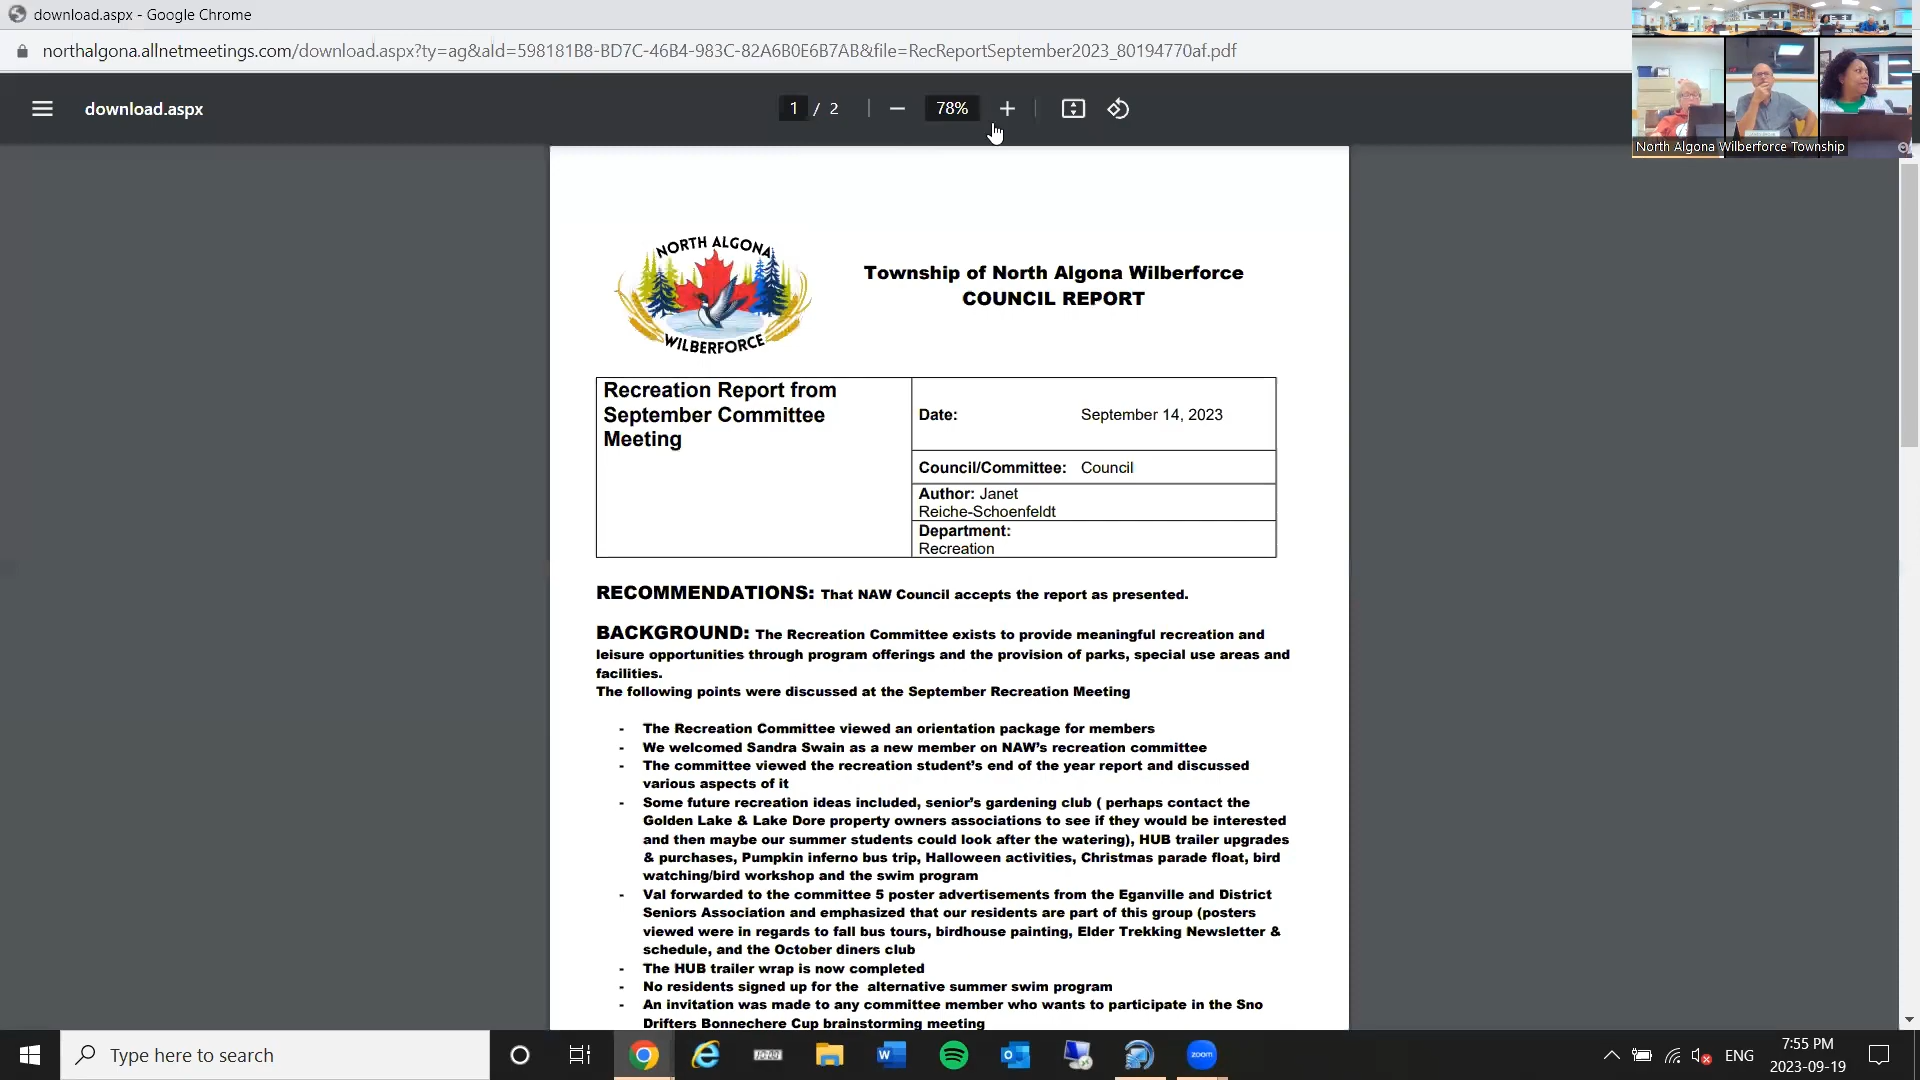 download.aspx - Google Chrome
northalgona.allnetmeetings.com/download.aspx?ty=ag&ald=598181B8-BD7C-46B4-983C-82A6B0E6B7AB&file=RecReportSeptember2023_80194770af.pdf
download.aspx
1 / 2
78%
North Algona Wilberforce Township
NORTH ALGONA
WILBERFORCE
Township of North Algona Wilberforce
COUNCIL REPORT
Recreation Report from
September Committee
Meeting
Date: September 14, 2023
Council/Committee: Council
Author: Janet
Reiche-Schoenfeldt
Department:
Recreation
RECOMMENDATIONS: That NAW Council accepts the report as presented.
BACKGROUND: The Recreation Committee exists to provide meaningful recreation and
leisure opportunities through program offerings and the provision of parks, special use areas and
facilities.
The following points were discussed at the September Recreation Meeting
- The Recreation Committee viewed an orientation package for members
- We welcomed Sandra Swain as a new member on NAW's recreation committee
- The committee viewed the recreation student's end of the year report and discussed
various aspects of it
- Some future recreation ideas included, senior's gardening club ( perhaps contact the
Golden Lake & Lake Dore property owners associations to see if they would be interested
and then maybe our summer students could look after the watering), HUB trailer upgrades
& purchases, Pumpkin inferno bus trip, Halloween activities, Christmas parade float, bird
watching/bird workshop and the swim program
- Val forwarded to the committee 5 poster advertisements from the Eganville and District
Seniors Association and emphasized that our residents are part of this group (posters
viewed were in regards to fall bus tours, birdhouse painting, Elder Trekking Newsletter &
schedule, and the October diners club
- The HUB trailer wrap is now completed
- No residents signed up for the alternative summer swim program
- An invitation was made to any committee member who wants to participate in the Sno
Drifters Bonnechere Cup brainstorming meeting
Type here to search
zoom
ENG
7:55 PM
2023-09-19